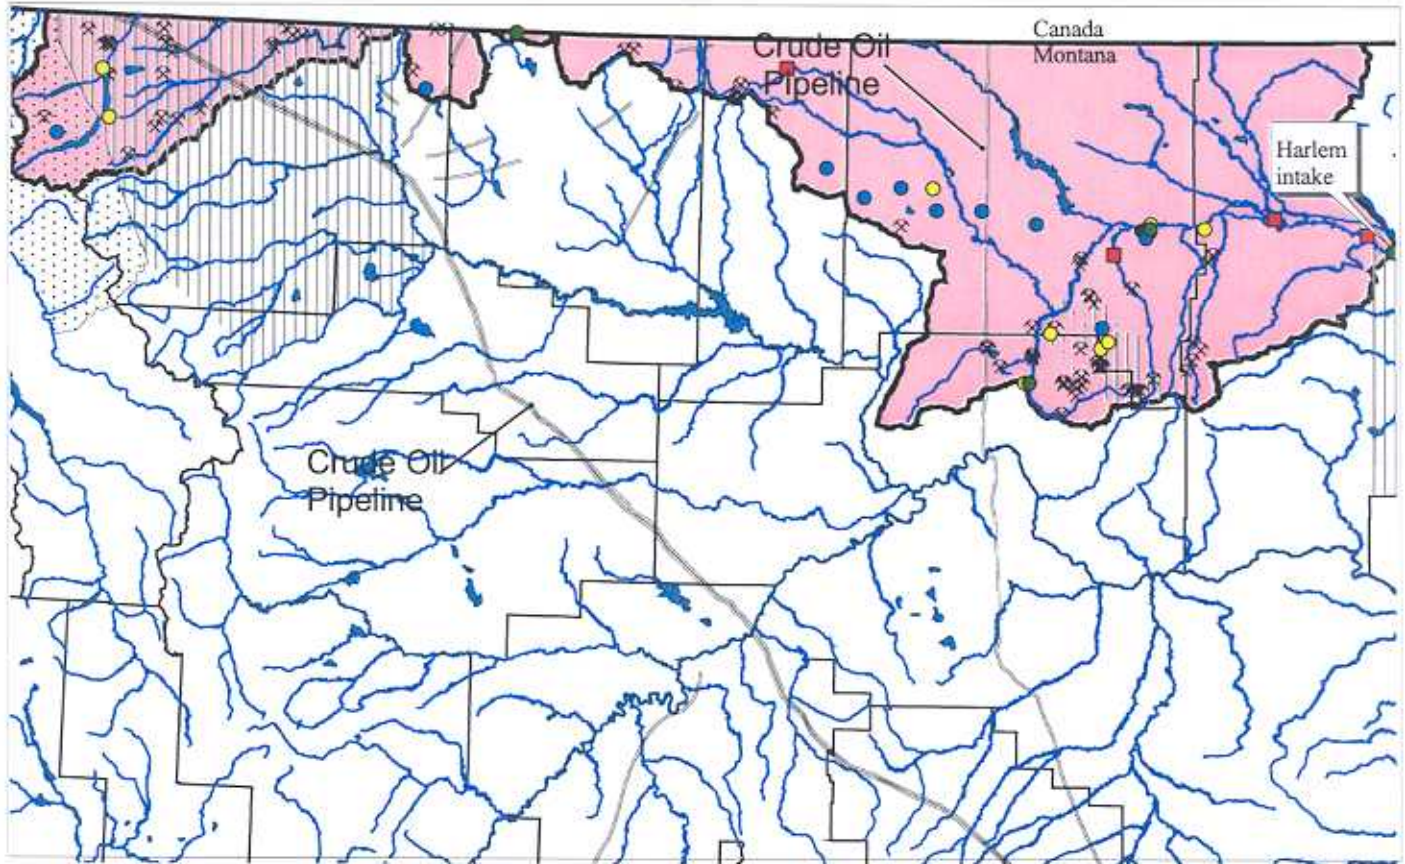 Canada
Montana
Crude Oil
Pipeline
Harlem
intake
Crude Oil
Pipeline